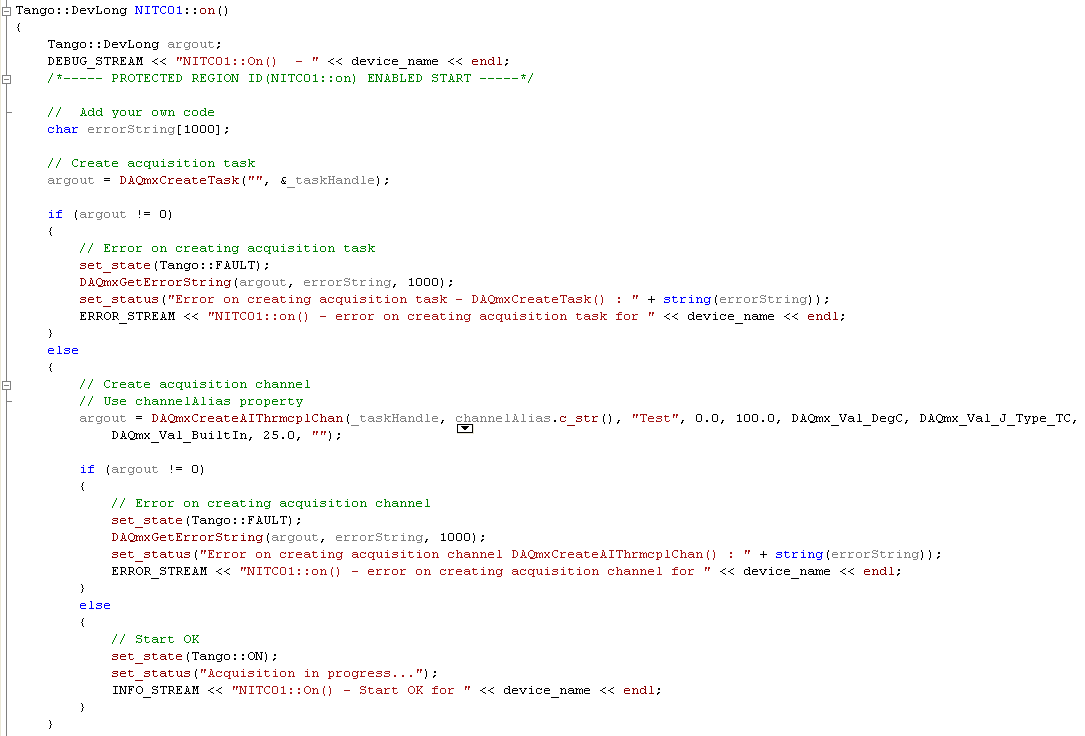 Tango::DevLong NITC01::on()
{
    Tango::DevLong argout;
    DEBUG_STREAM << "NITC01::On()  - " << device_name << endl;
    /*----- PROTECTED REGION ID(NITC01::on) ENABLED START -----*/

    //  Add your own code
    char errorString[1000];

    // Create acquisition task
    argout = DAQmxCreateTask("", &_taskHandle);

    if (argout != 0)
    {
        // Error on creating acquisition task
        set_state(Tango::FAULT);
        DAQmxGetErrorString(argout, errorString, 1000);
        set_status("Error on creating acquisition task - DAQmxCreateTask() : " + string(errorString));
        ERROR_STREAM << "NITC01::on() - error on creating acquisition task for " << device_name << endl;
    }
    else
    {
        // Create acquisition channel
        // Use channelAlias property
        argout = DAQmxCreateAIThrmcplChan(_taskHandle, channelAlias.c_str(), "Test", 0.0, 100.0, DAQmx_Val_DegC, DAQmx_Val_J_Type_TC,
            DAQmx_Val_BuiltIn, 25.0, "");

        if (argout != 0)
        {
            // Error on creating acquisition channel
            set_state(Tango::FAULT);
            DAQmxGetErrorString(argout, errorString, 1000);
            set_status("Error on creating acquisition channel DAQmxCreateAIThrmcplChan() : " + string(errorString));
            ERROR_STREAM << "NITC01::on() - error on creating acquisition channel for " << device_name << endl;
        }
        else
        {
            // Start OK
            set_state(Tango::ON);
            set_status("Acquisition in progress...");
            INFO_STREAM << "NITC01::On() - Start OK for " << device_name << endl;
        }
    }